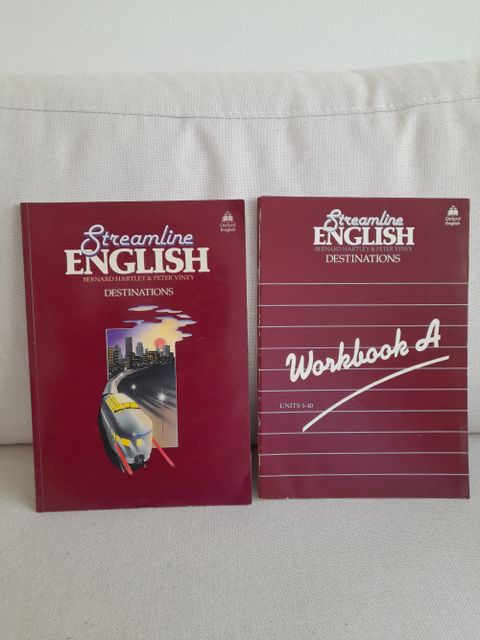 Streamline
ENGLISH
BERNARD HARTLEY & PETER VINEY
DESTINATIONS
Oxford
English
Streamline
ENGLISH
BERNARD HARTLEY & PETER VINEY
DESTINATIONS
Oxford
English
Workbook A
UNITS 1-40